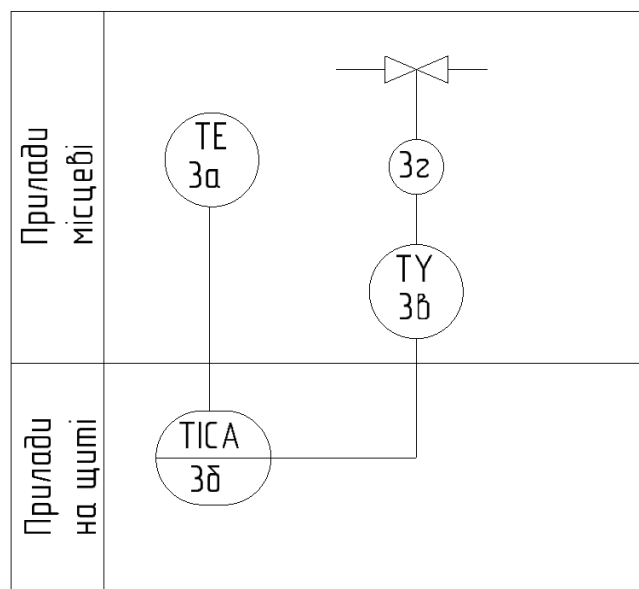 Прилади
місцеві
TE
3а
3г
TY
3в
Прилади
на щиті
TICA
3б